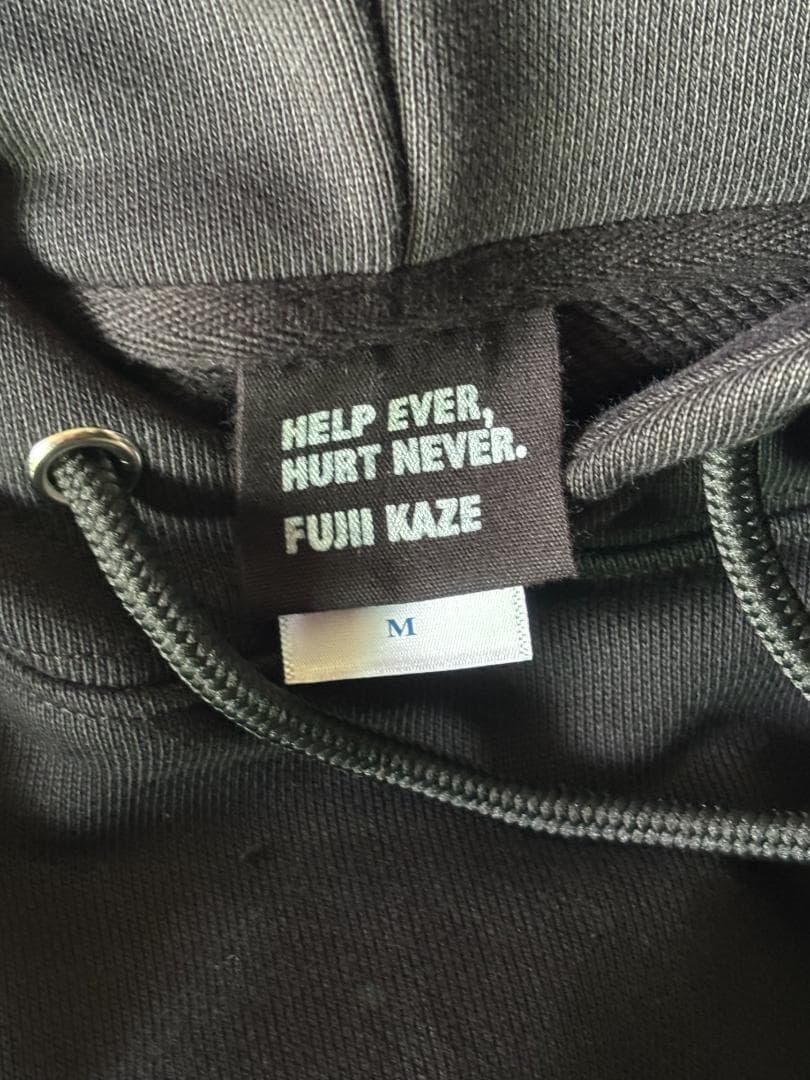 HELP EVER,
HURT NEVER.
FUJII KAZE
M